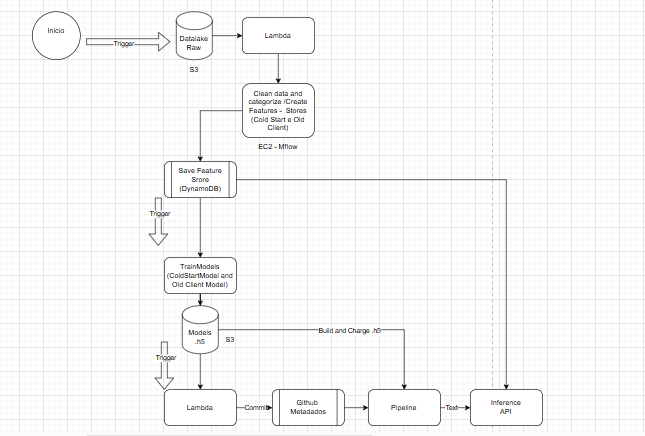 Inicio
Trigger
Datalake
Raw
S3
Lambda
Clean data and
categorize /Create
Features - Stores
(Cold Start e Old
Client)
EC2 - Mflow
Save Feature
Srore
(DynamoDB)
Trigger
TrainModels
(ColdStartModel and
Old Client Model)
Models
.h5
S3
Build and Charge .h5
Trigger
Lambda
Commit
Github
Metadados
Pipeline
Text
Inference
API